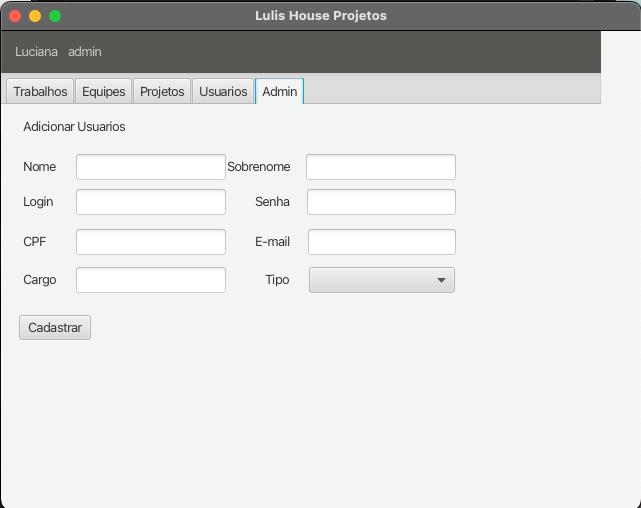 Lulis House Projetos
Luciana admin
Trabalhos Equipes Projetos Usuarios Admin
Adicionar Usuarios
Nome Sobrenome
Login Senha
CPF E-mail
Cargo Tipo
Cadastrar